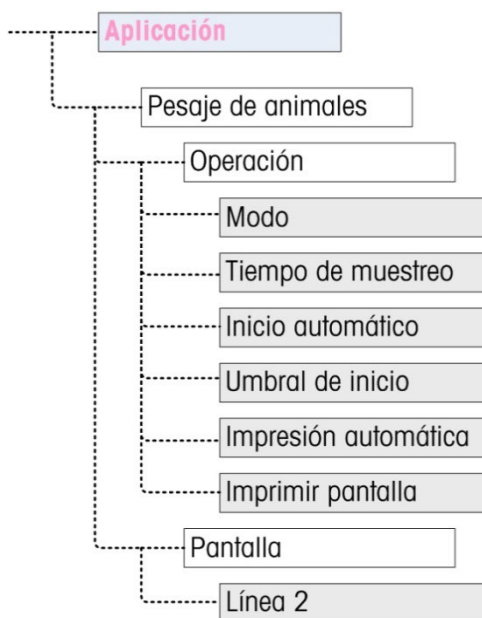 Aplicación
Pesaje de animales
Operación
Modo
Tiempo de muestreo
Inicio automático
Umbral de inicio
Impresión automática
Imprimir pantalla
Pantalla
Línea 2